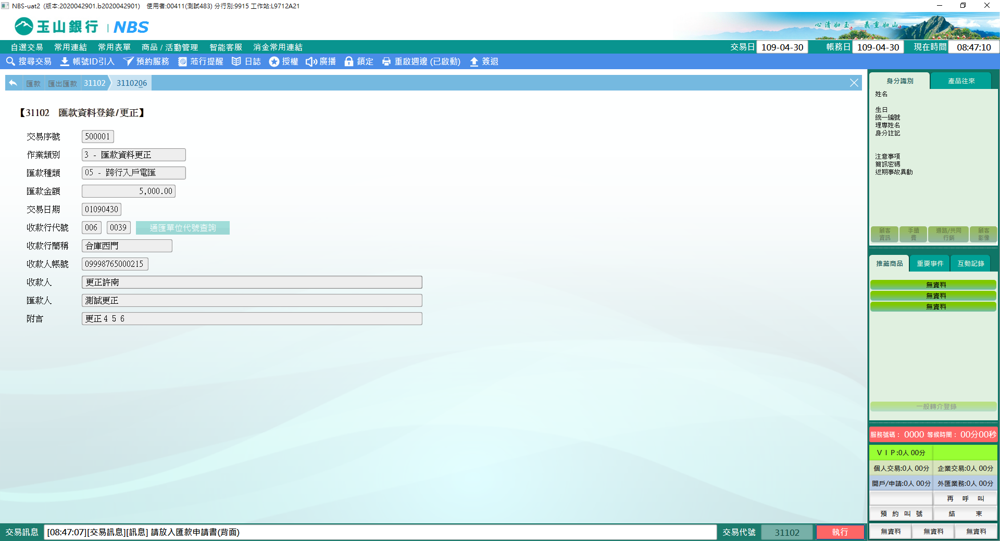 NBS-uat2 (版本:2020042901.b2020042901) 使用者:00411(測試483) 分行別:9915 工作站:L9712A21
玉山銀行 | NBS
心清如玉 義重如山
自選交易 常用連結 常用表單 商品 / 活動管理 智能客服 消金常用連結 交易日 109-04-30 帳務日 109-04-30 現在時間 08:47:10
搜尋交易 帳號ID引入 預約服務 蒞行提醒 日誌 授權 廣播 鎖定 重啟週邊 (已啟動) 簽退
匯款 匯出匯款 31102 3110206
【31102 匯款資料登錄/更正】
交易序號 500001
作業類別 3 - 匯款資料更正
匯款種類 05 - 跨行入戶電匯
匯款金額 5,000.00
交易日期 01090430
收款行代號 006 0039 通匯單位代號查詢
收款行簡稱 合庫西門
收款人帳號 09998765000215
收款人 更正許南
匯款人 測試更正
附言 更正４５６
身分識別 產品往來
姓名
生日
統一編號
理專姓名
身分註記
注意事項
簡訊密碼
近期事故異動
顧客資訊 手續費 通路/共同行銷 顧客影像
推薦商品 重要事件 互動記錄
無資料
無資料
無資料
一般轉介登錄
服務號碼： 0000 等候時間： 00分00秒
ＶＩＰ:0人 00分
個人交易:0人 00分 企業交易:0人 00分
開戶/申請:0人 00分 外匯業務:0人 00分
再 呼 叫
預 約 叫 號 結 束
交易訊息 [08:47:07][交易訊息][訊息] 請放入匯款申請書(背面) 交易代號 31102 執行 無資料 無資料 無資料